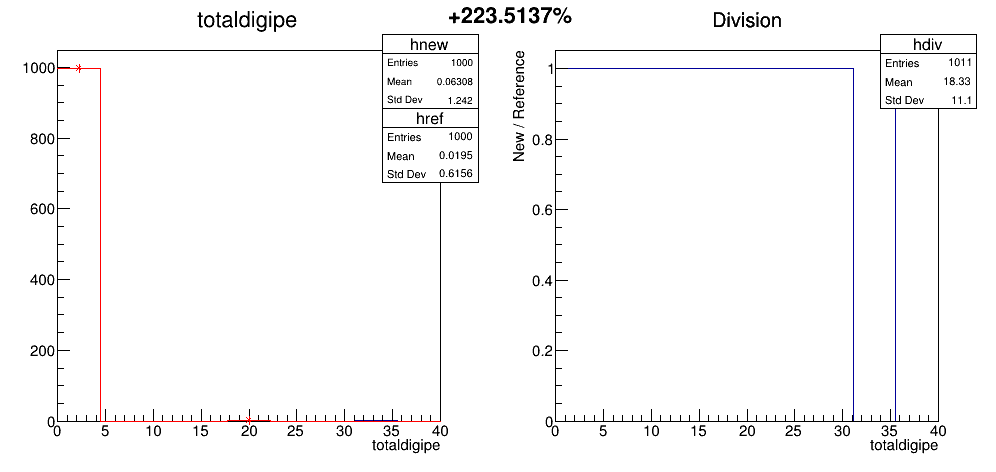 totaldigipe
+223.5137%
Division
hnew
Entries 1000
Mean 0.06308
Std Dev 1.242
href
Entries 1000
Mean 0.0195
Std Dev 0.6156
1000
800
600
400
200
0
0 5 10 15 20 25 30 35 40
totaldigipe
hdiv
Entries 1011
Mean 18.33
Std Dev 11.1
New / Reference
1
0.8
0.6
0.4
0.2
0
0 5 10 15 20 25 30 35 40
totaldigipe